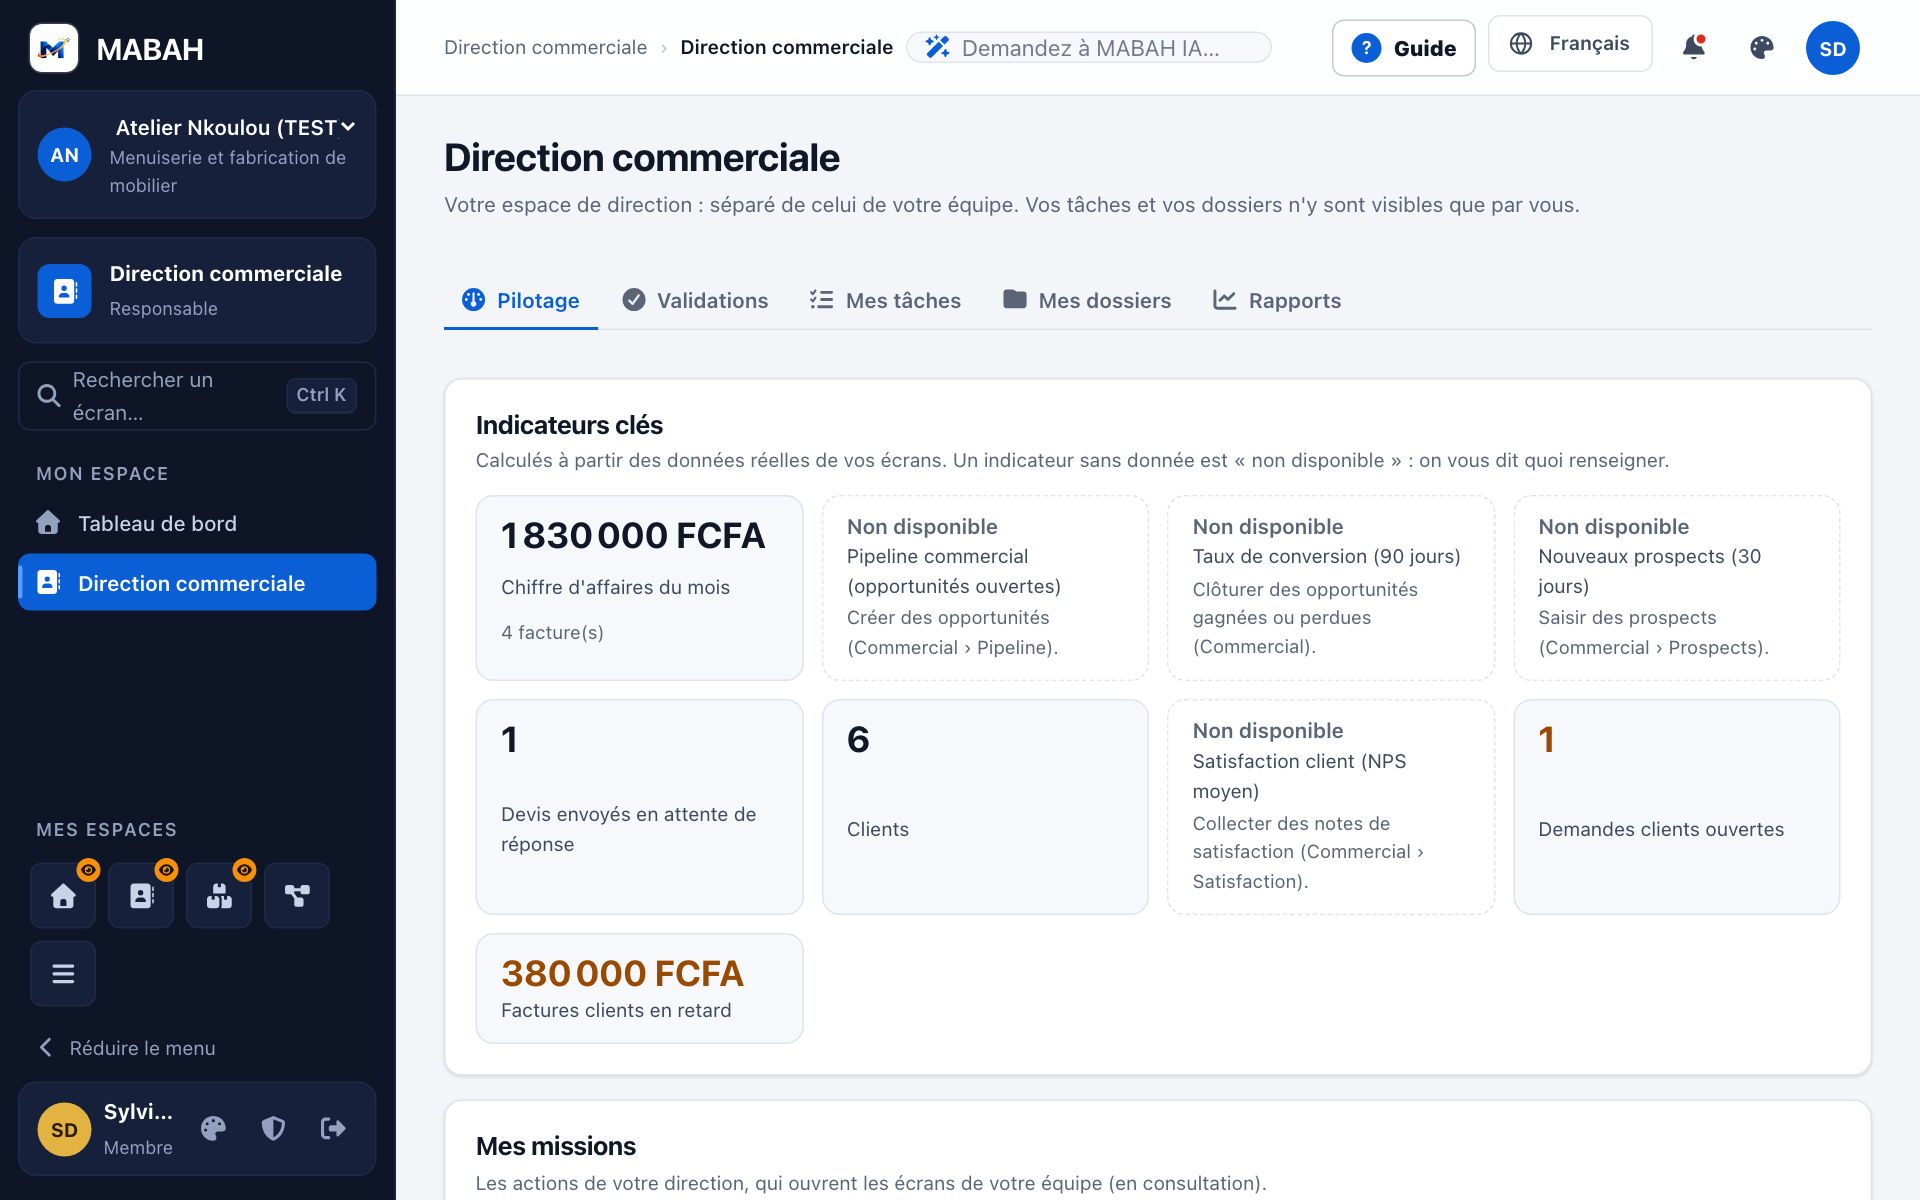 MABAH
AN
Atelier Nkoulou (TEST
Menuiserie et fabrication de
mobilier
Direction commerciale
Responsable
Rechercher un
écran...
Ctrl K
MON ESPACE
Tableau de bord
Direction commerciale
MES ESPACES
Réduire le menu
SD
Sylvi...
Membre
Direction commerciale › Direction commerciale
Demandez à MABAH IA...
? Guide
Français
SD
Direction commerciale
Votre espace de direction : séparé de celui de votre équipe. Vos tâches et vos dossiers n'y sont visibles que par vous.
Pilotage
Validations
Mes tâches
Mes dossiers
Rapports
Indicateurs clés
Calculés à partir des données réelles de vos écrans. Un indicateur sans donnée est « non disponible » : on vous dit quoi renseigner.
1 830 000 FCFA
Chiffre d'affaires du mois
4 facture(s)
Non disponible
Pipeline commercial
(opportunités ouvertes)
Créer des opportunités
(Commercial › Pipeline).
Non disponible
Taux de conversion (90 jours)
Clôturer des opportunités
gagnées ou perdues
(Commercial).
Non disponible
Nouveaux prospects (30
jours)
Saisir des prospects
(Commercial › Prospects).
1
Devis envoyés en attente de
réponse
6
Clients
Non disponible
Satisfaction client (NPS
moyen)
Collecter des notes de
satisfaction (Commercial ›
Satisfaction).
1
Demandes clients ouvertes
380 000 FCFA
Factures clients en retard
Mes missions
Les actions de votre direction, qui ouvrent les écrans de votre équipe (en consultation).